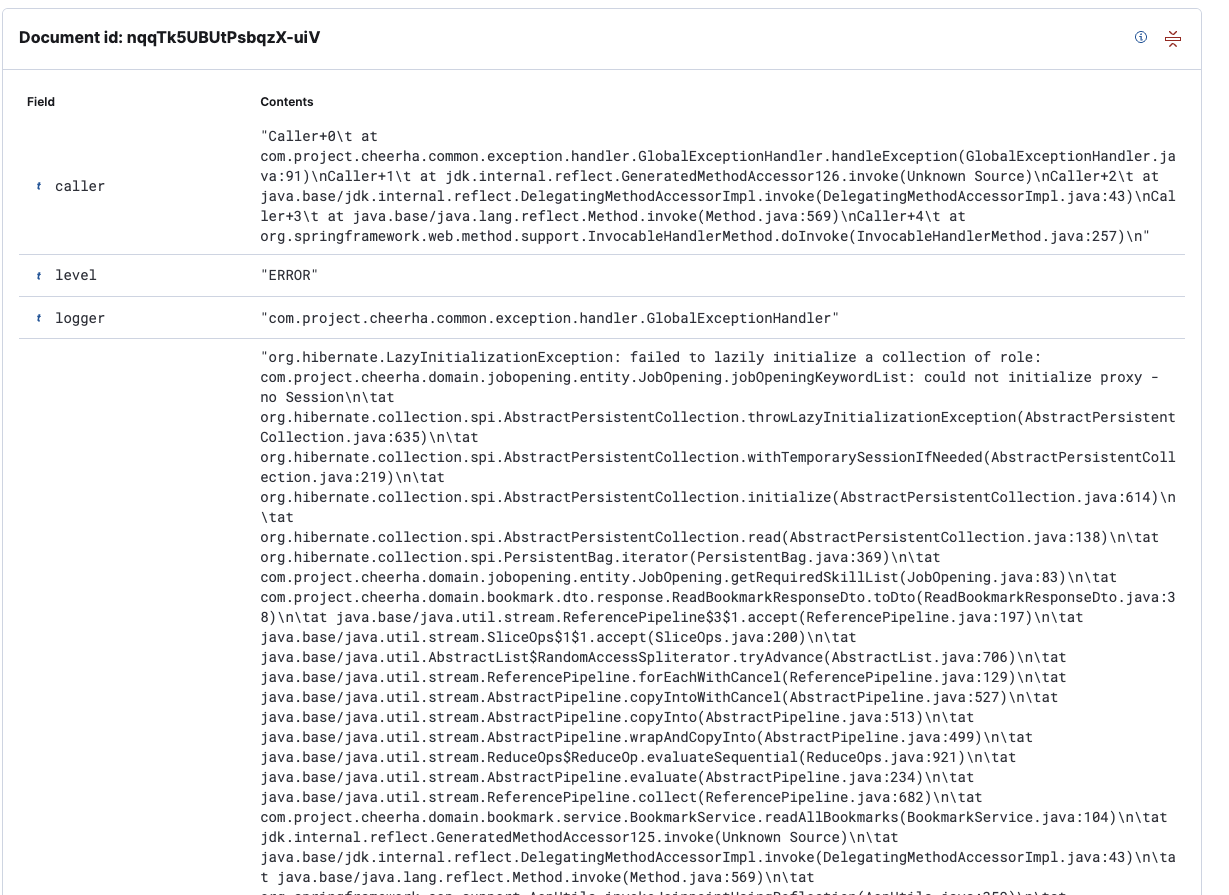 Document id: nqqTk5UBUtPsbqzX-uiV
Field Contents
"Caller+0\t at
com.project.cheerha.common.exception.handler.GlobalExceptionHandler.handleException(GlobalExceptionHandler.ja
va:91)\nCaller+1\t at jdk.internal.reflect.GeneratedMethodAccessor126.invoke(Unknown Source)\nCaller+2\t at
t caller
java.base/jdk.internal.reflect.DelegatingMethodAccessorImpl.invoke(DelegatingMethodAccessorImpl.java:43)\nCal
ler+3\t at java.base/java.lang.reflect.Method.invoke(Method.java:569)\nCaller+4\t at
org.springframework.web.method.support.InvocableHandlerMethod.doInvoke(InvocableHandlerMethod.java:257)\n"
t level "ERROR"
t logger "com.project.cheerha.common.exception.handler.GlobalExceptionHandler"
"org.hibernate.LazyInitializationException: failed to lazily initialize a collection of role:
com.project.cheerha.domain.jobopening.entity.JobOpening.jobOpeningKeywordList: could not initialize proxy -
no Session\n\tat
org.hibernate.collection.spi.AbstractPersistentCollection.throwLazyInitializationException(AbstractPersistent
Collection.java:635)\n\tat
org.hibernate.collection.spi.AbstractPersistentCollection.withTemporarySessionIfNeeded(AbstractPersistentColl
ection.java:219)\n\tat
org.hibernate.collection.spi.AbstractPersistentCollection.initialize(AbstractPersistentCollection.java:614)\n
\tat
org.hibernate.collection.spi.AbstractPersistentCollection.read(AbstractPersistentCollection.java:138)\n\tat
org.hibernate.collection.spi.PersistentBag.iterator(PersistentBag.java:369)\n\tat
com.project.cheerha.domain.jobopening.entity.JobOpening.getRequiredSkillList(JobOpening.java:83)\n\tat
com.project.cheerha.domain.bookmark.dto.response.ReadBookmarkResponseDto.toDto(ReadBookmarkResponseDto.java:3
8)\n\tat java.base/java.util.stream.ReferencePipeline$3$1.accept(ReferencePipeline.java:197)\n\tat
java.base/java.util.stream.SliceOps$1$1.accept(SliceOps.java:200)\n\tat
java.base/java.util.AbstractList$RandomAccessSpliterator.tryAdvance(AbstractList.java:706)\n\tat
java.base/java.util.stream.ReferencePipeline.forEachWithCancel(ReferencePipeline.java:129)\n\tat
java.base/java.util.stream.AbstractPipeline.copyIntoWithCancel(AbstractPipeline.java:527)\n\tat
java.base/java.util.stream.AbstractPipeline.copyInto(AbstractPipeline.java:513)\n\tat
java.base/java.util.stream.AbstractPipeline.wrapAndCopyInto(AbstractPipeline.java:499)\n\tat
java.base/java.util.stream.ReduceOps$ReduceOp.evaluateSequential(ReduceOps.java:921)\n\tat
java.base/java.util.stream.AbstractPipeline.evaluate(AbstractPipeline.java:234)\n\tat
java.base/java.util.stream.ReferencePipeline.collect(ReferencePipeline.java:682)\n\tat
com.project.cheerha.domain.bookmark.service.BookmarkService.readAllBookmarks(BookmarkService.java:104)\n\tat
jdk.internal.reflect.GeneratedMethodAccessor125.invoke(Unknown Source)\n\tat
java.base/jdk.internal.reflect.DelegatingMethodAccessorImpl.invoke(DelegatingMethodAccessorImpl.java:43)\n\ta
t java.base/java.lang.reflect.Method.invoke(Method.java:569)\n\tat